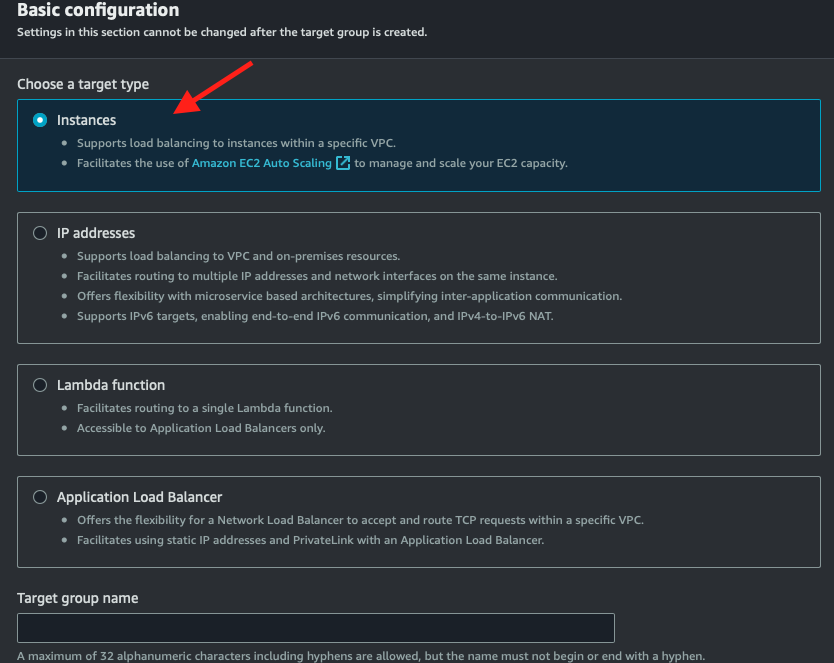 Basic configuration
Settings in this section cannot be changed after the target group is created.
Choose a target type
Instances
Supports load balancing to instances within a specific VPC.
Facilitates the use of Amazon EC2 Auto Scaling to manage and scale your EC2 capacity.
IP addresses
Supports load balancing to VPC and on-premises resources.
Facilitates routing to multiple IP addresses and network interfaces on the same instance.
Offers flexibility with microservice based architectures, simplifying inter-application communication.
Supports IPv6 targets, enabling end-to-end IPv6 communication, and IPv4-to-IPv6 NAT.
Lambda function
Facilitates routing to a single Lambda function.
Accessible to Application Load Balancers only.
Application Load Balancer
Offers the flexibility for a Network Load Balancer to accept and route TCP requests within a specific VPC.
Facilitates using static IP addresses and PrivateLink with an Application Load Balancer.
Target group name
A maximum of 32 alphanumeric characters including hyphens are allowed, but the name must not begin or end with a hyphen.